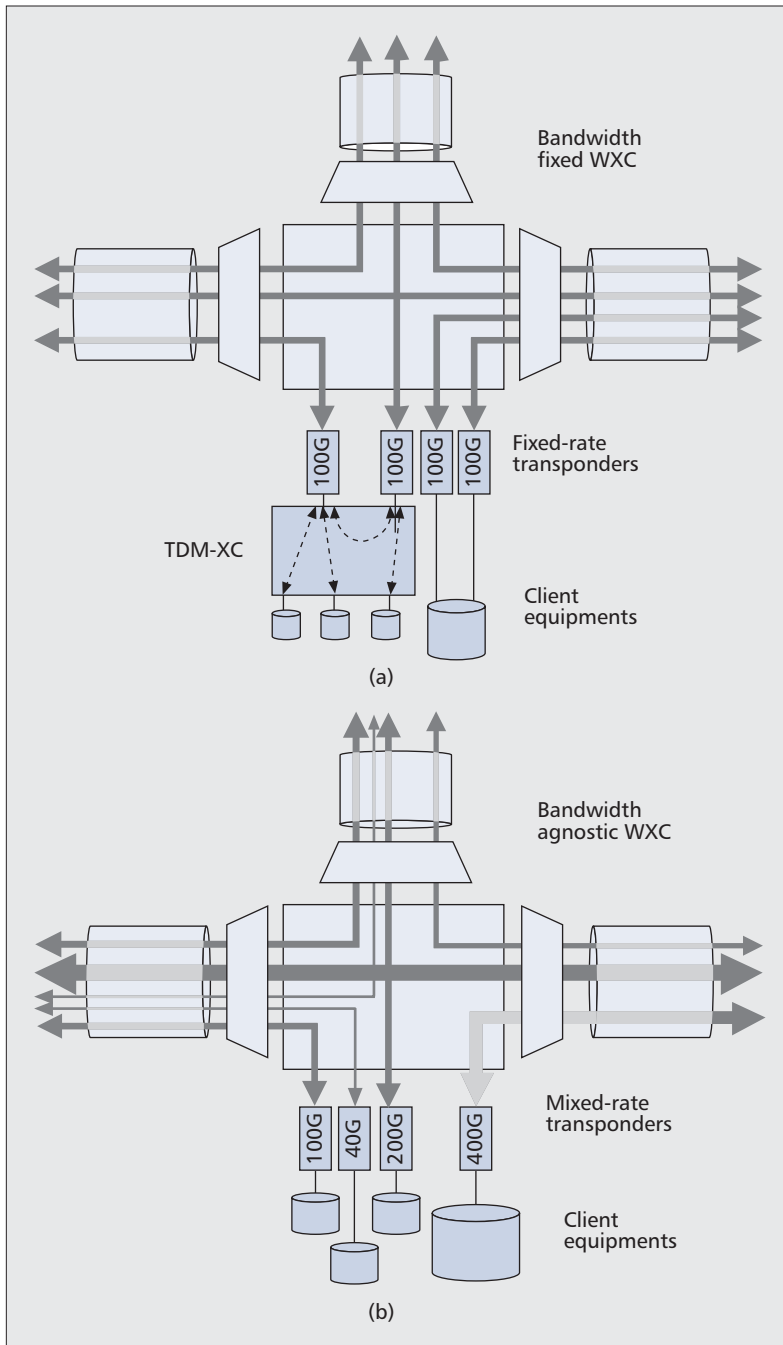 Bandwidth
fixed WXC
100G
100G
100G
100G
Fixed-rate
transponders
TDM-XC
Client
equipments
(a)
Bandwidth
agnostic WXC
100G
40G
200G
400G
Mixed-rate
transponders
Client
equipments
(b)